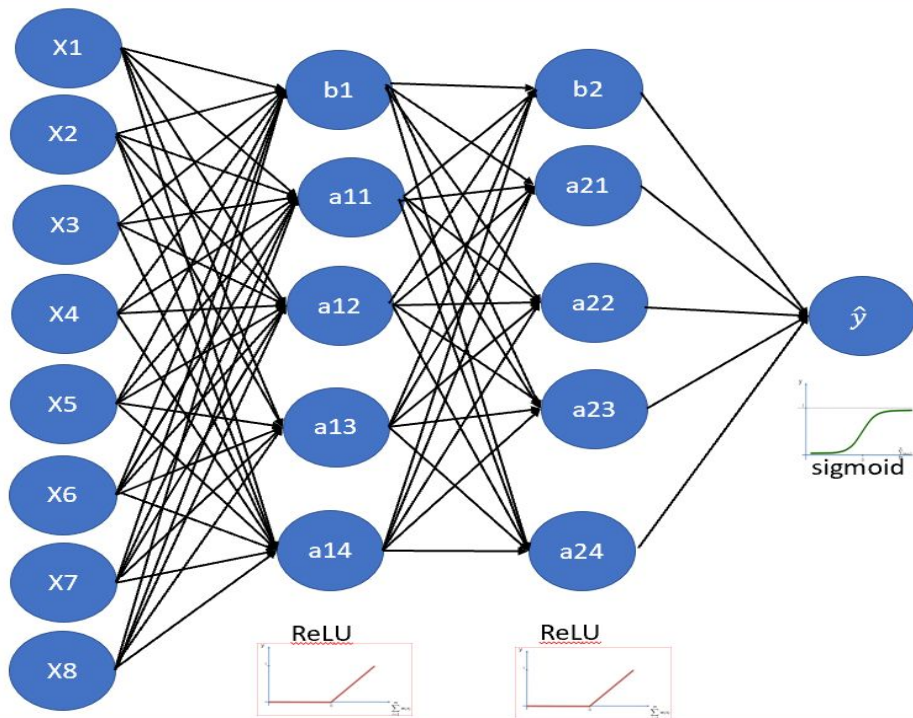 X1
X2
X3
X4
X5
X6
X7
X8
b1
a11
a12
a13
a14
ReLU
b2
a21
a22
a23
a24
ReLU
ŷ
sigmoid